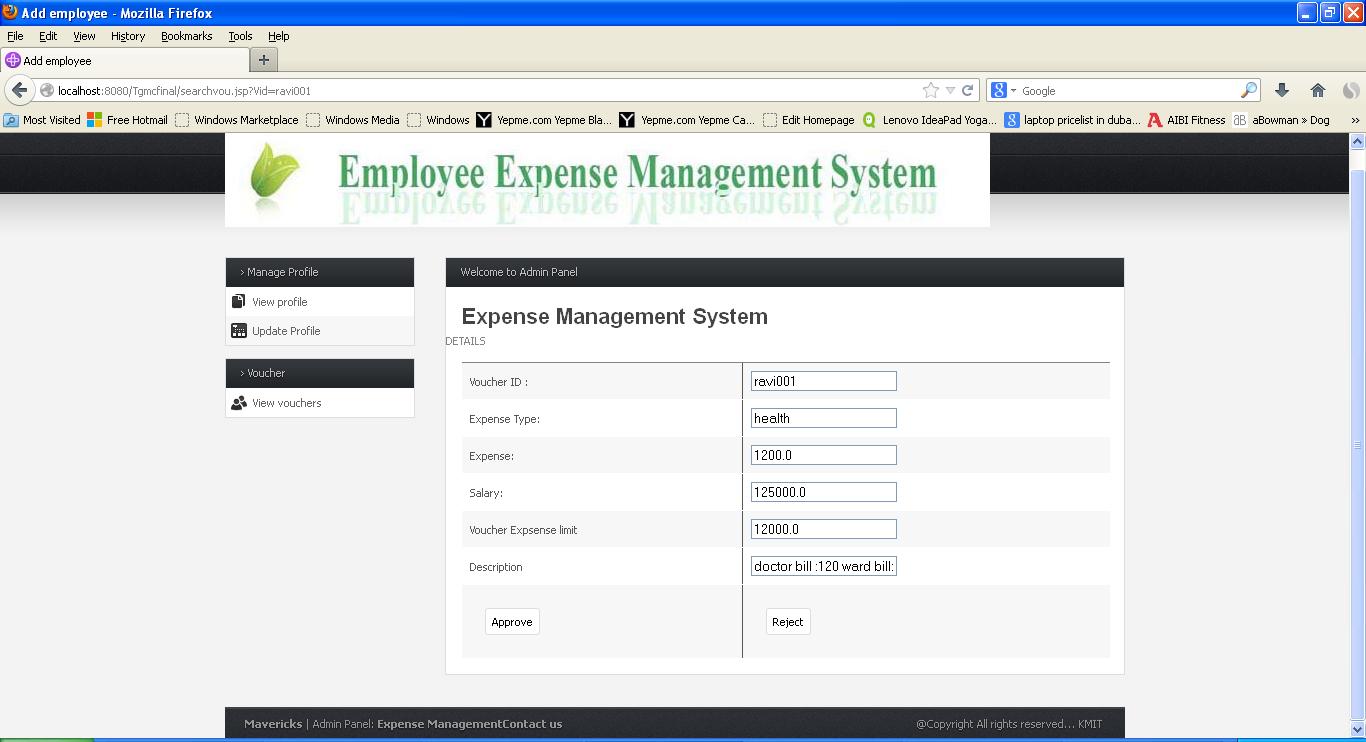 Add employee - Mozilla Firefox
File Edit View History Bookmarks Tools Help
Add employee
localhost:8080/Tgmcfinal/searchvou.jsp?Vid=ravi001
Google
Most Visited Free Hotmail Windows Marketplace Windows Media Windows Yepme.com Yepme Bla... Yepme.com Yepme Ca... Edit Homepage Lenovo IdeaPad Yoga... laptop pricelist in duba... AIBI Fitness aBowman » Dog »
Employee Expense Management System
> Manage Profile
View profile
Update Profile
> Voucher
View vouchers
Welcome to Admin Panel
Expense Management System
DETAILS
Voucher ID : ravi001
Expense Type: health
Expense: 1200.0
Salary: 125000.0
Voucher Expsense limit 12000.0
Description doctor bill :120 ward bill:
Approve Reject
Mavericks | Admin Panel: Expense ManagementContact us
@Copyright All rights reserved... KMIT